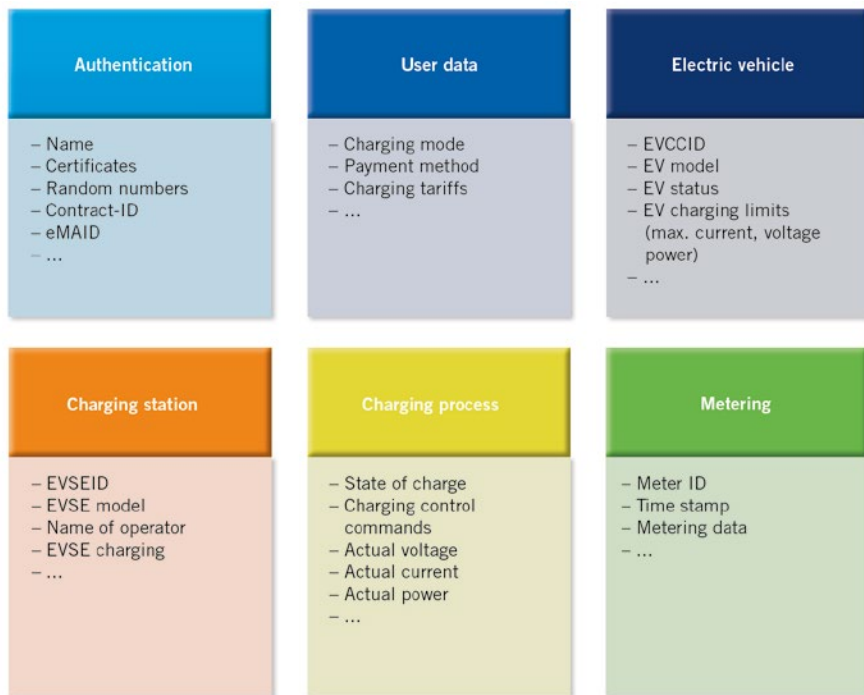 Authentication
– Name
– Certificates
– Random numbers
– Contract-ID
– eMAID
– ...
User data
– Charging mode
– Payment method
– Charging tariffs
– ...
Electric vehicle
– EVCCID
– EV model
– EV status
– EV charging limits
(max. current, voltage
power)
– ...
Charging station
– EVSEID
– EVSE model
– Name of operator
– EVSE charging
– ...
Charging process
– State of charge
– Charging control
commands
– Actual voltage
– Actual current
– Actual power
– ...
Metering
– Meter ID
– Time stamp
– Metering data
– ...